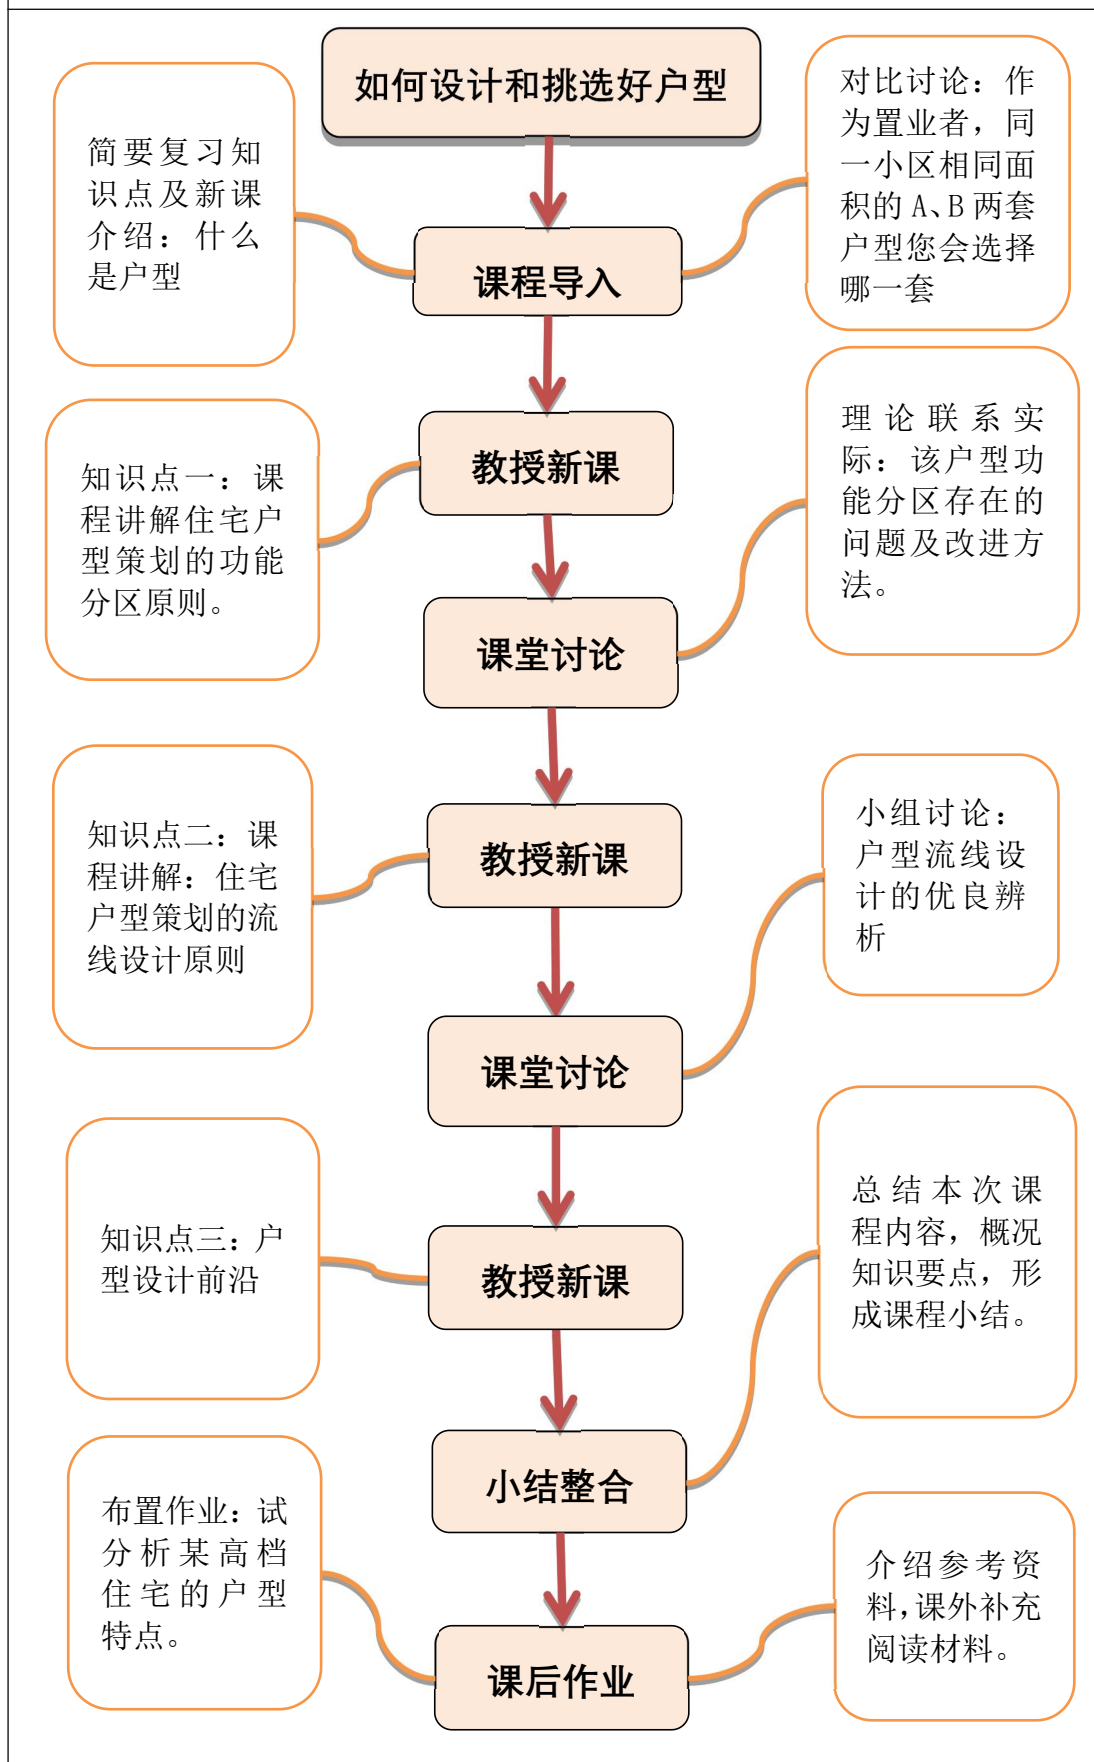 如何设计和挑选好户型
简要复习知
识点及新课
介绍：什么
是户型
对比讨论：作
为置业者，同
一小区相同面
积的A、B两套
户型您会选择
哪一套
课程导入
理论联系实
际：该户型功
能分区存在的
问题及改进方
法。
知识点一：课
程讲解住宅户
型策划的功能
分区原则。
教授新课
课堂讨论
知识点二：课
程讲解：住宅
户型策划的流
线设计原则
教授新课
小组讨论：
户型流线设
计的优良辨
析
课堂讨论
知识点三：户
型设计前沿
教授新课
总结本次课
程内容，概况
知识要点，形
成课程小结。
小结整合
布置作业：试
分析某高档
住宅的户型
特点。
介绍参考资
料,课外补充
阅读材料。
课后作业